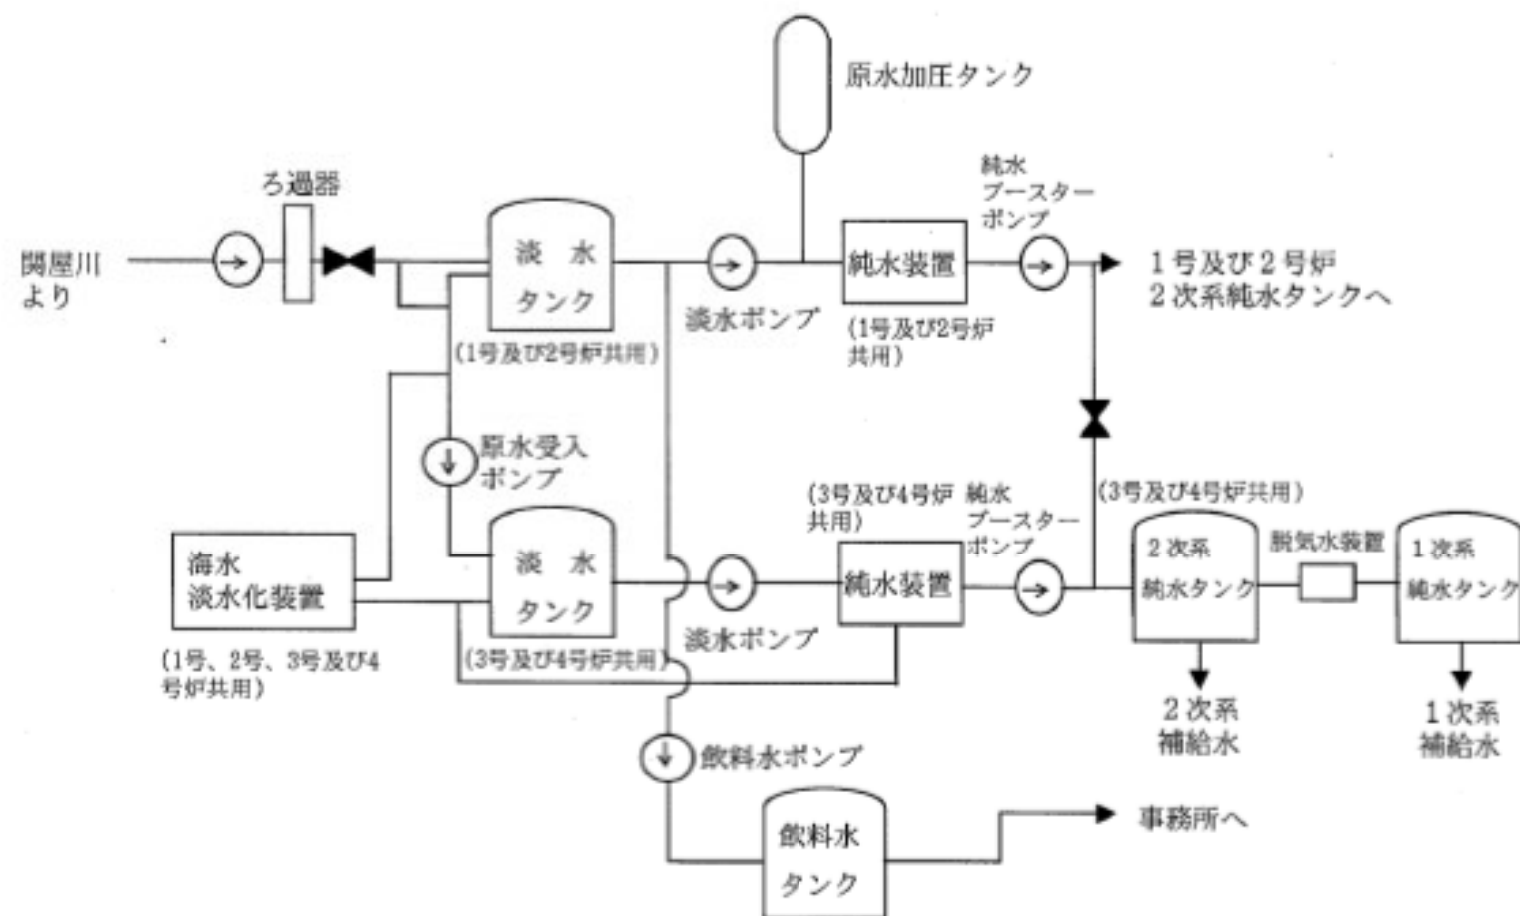 原水加圧タンク
ろ過器
純水
ブースター
ポンプ
関屋川
より
淡 水
タンク
純水装置
1号及び2号炉
2次系純水タンクへ
淡水ポンプ
(1号及び2号炉共用)
(1号及び2号炉
共用)
原水受入
ポンプ
(3号及び4号炉
共用)
純水
ブースター
ポンプ
(3号及び4号炉共用)
海水
淡水化装置
淡 水
タンク
純水装置
2次系
純水タンク
脱気水装置
1次系
純水タンク
淡水ポンプ
(1号、2号、3号及び4
号炉共用)
(3号及び4号炉共用)
2次系
補給水
1次系
補給水
飲料水ポンプ
飲料水
タンク
事務所へ